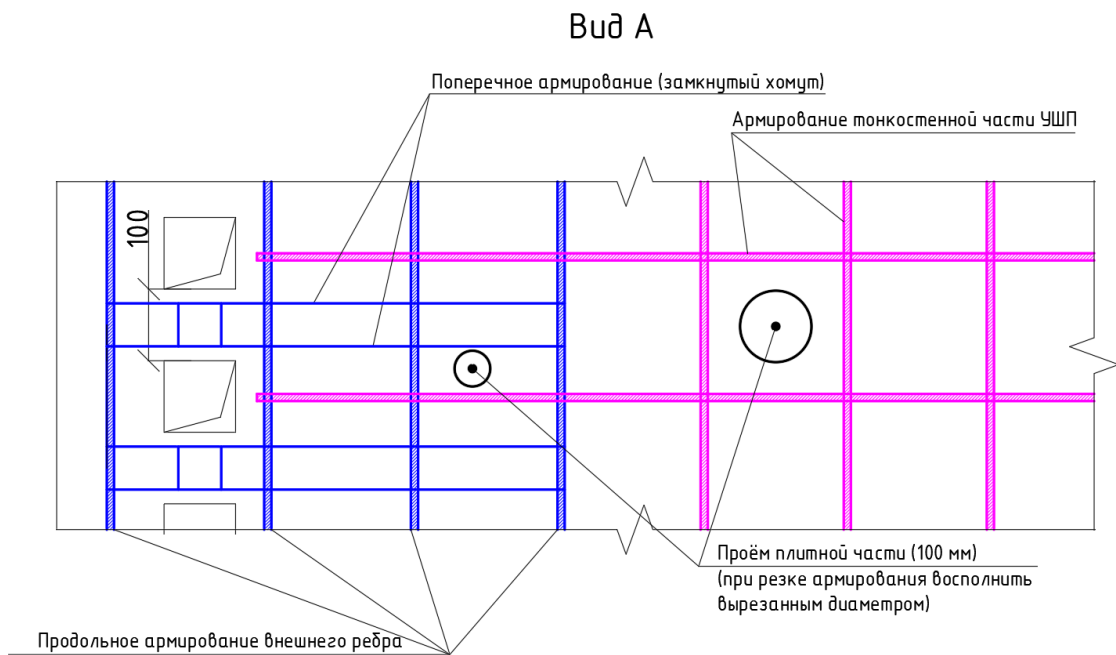 Вид А
Поперечное армирование (замкнутый хомут)
Армирование тонкостенной части УШП
100
Проём плитной части (100 мм)
(при резке армирования восполнить
вырезанным диаметром)
Продольное армирование внешнего ребра